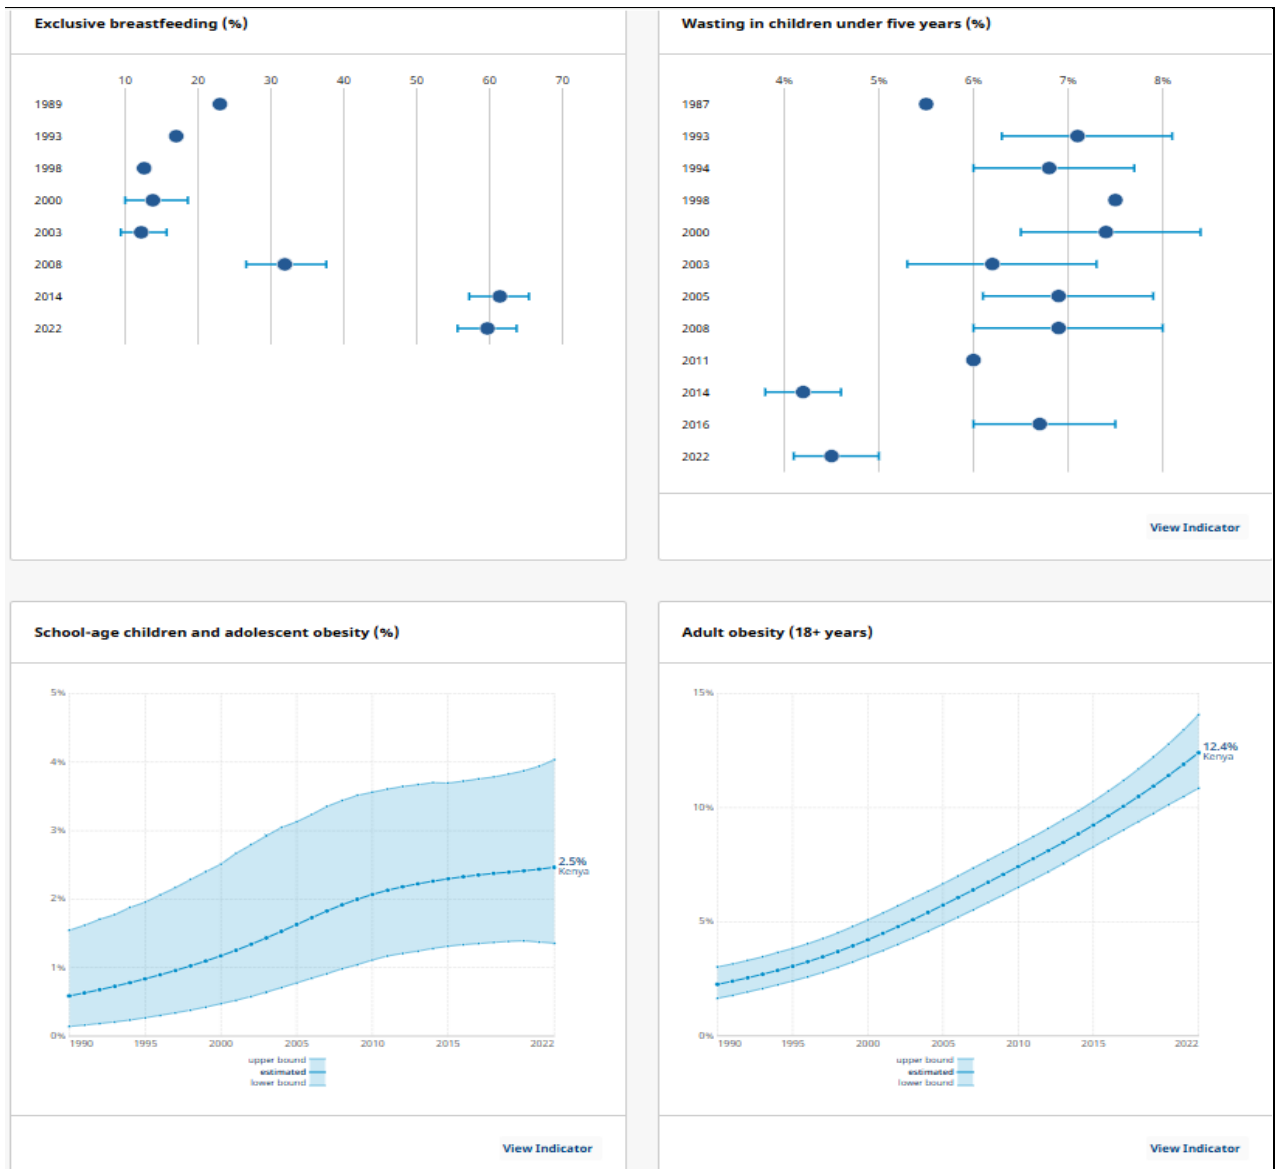 Exclusive breastfeeding (%)
10 20 30 40 50 60 70
1989
1993
1998
2000
2003
2008
2014
2022
Wasting in children under five years (%)
4% 5% 6% 7% 8%
1987
1993
1994
1998
2000
2003
2005
2008
2011
2014
2016
2022
View Indicator
School-age children and adolescent obesity (%)
5%
4%
3%
2.5%
Kenya
2%
1%
0%
1990 1995 2000 2005 2010 2015 2022
upper bound
estimated
lower bound
View Indicator
Adult obesity (18+ years)
15%
12.4%
Kenya
10%
5%
0%
1990 1995 2000 2005 2010 2015 2022
upper bound
estimated
lower bound
View Indicator